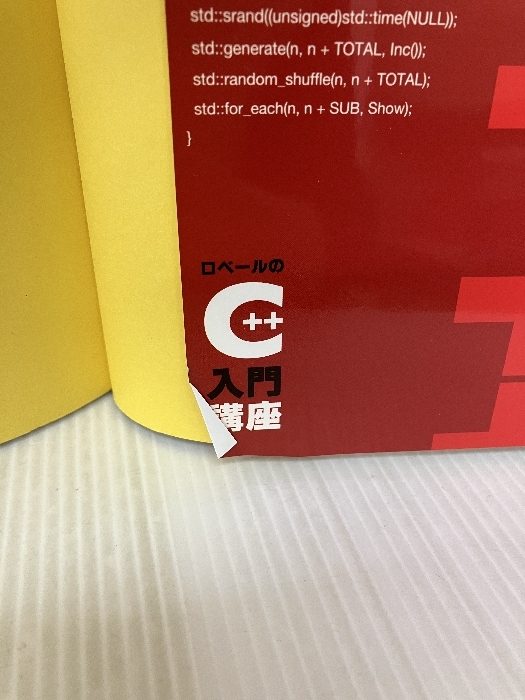 std::srand((unsigned)std::time(NULL));
std::generate(n, n + TOTAL, Inc());
std::random_shuffle(n, n + TOTAL);
std::for_each(n, n + SUB, Show);
}
ロベールの
C++
入門
講座